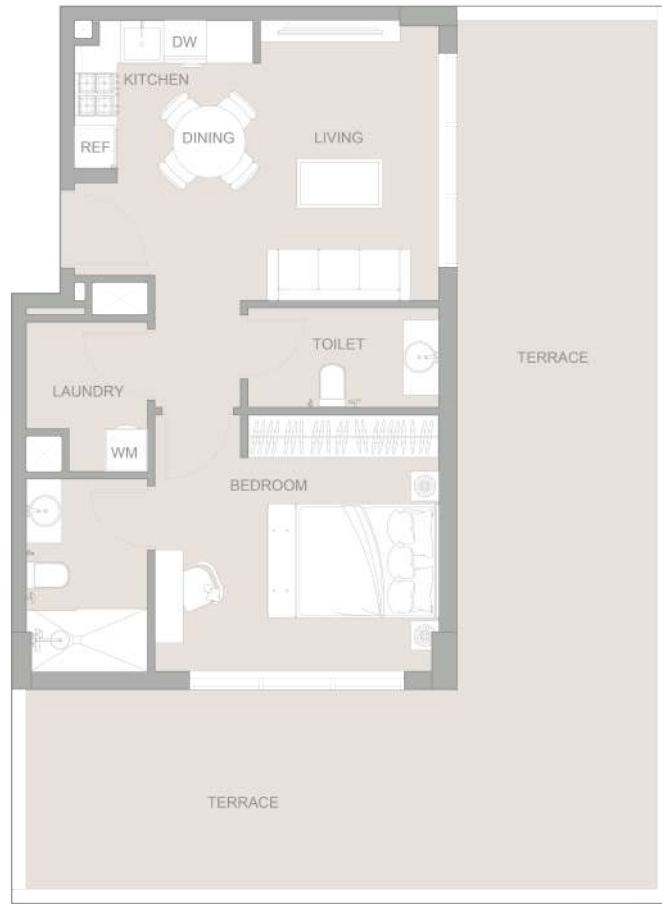 DW
KITCHEN
DINING
LIVING
REF
TOILET
TERRACE
LAUNDRY
WM
BEDROOM
TERRACE